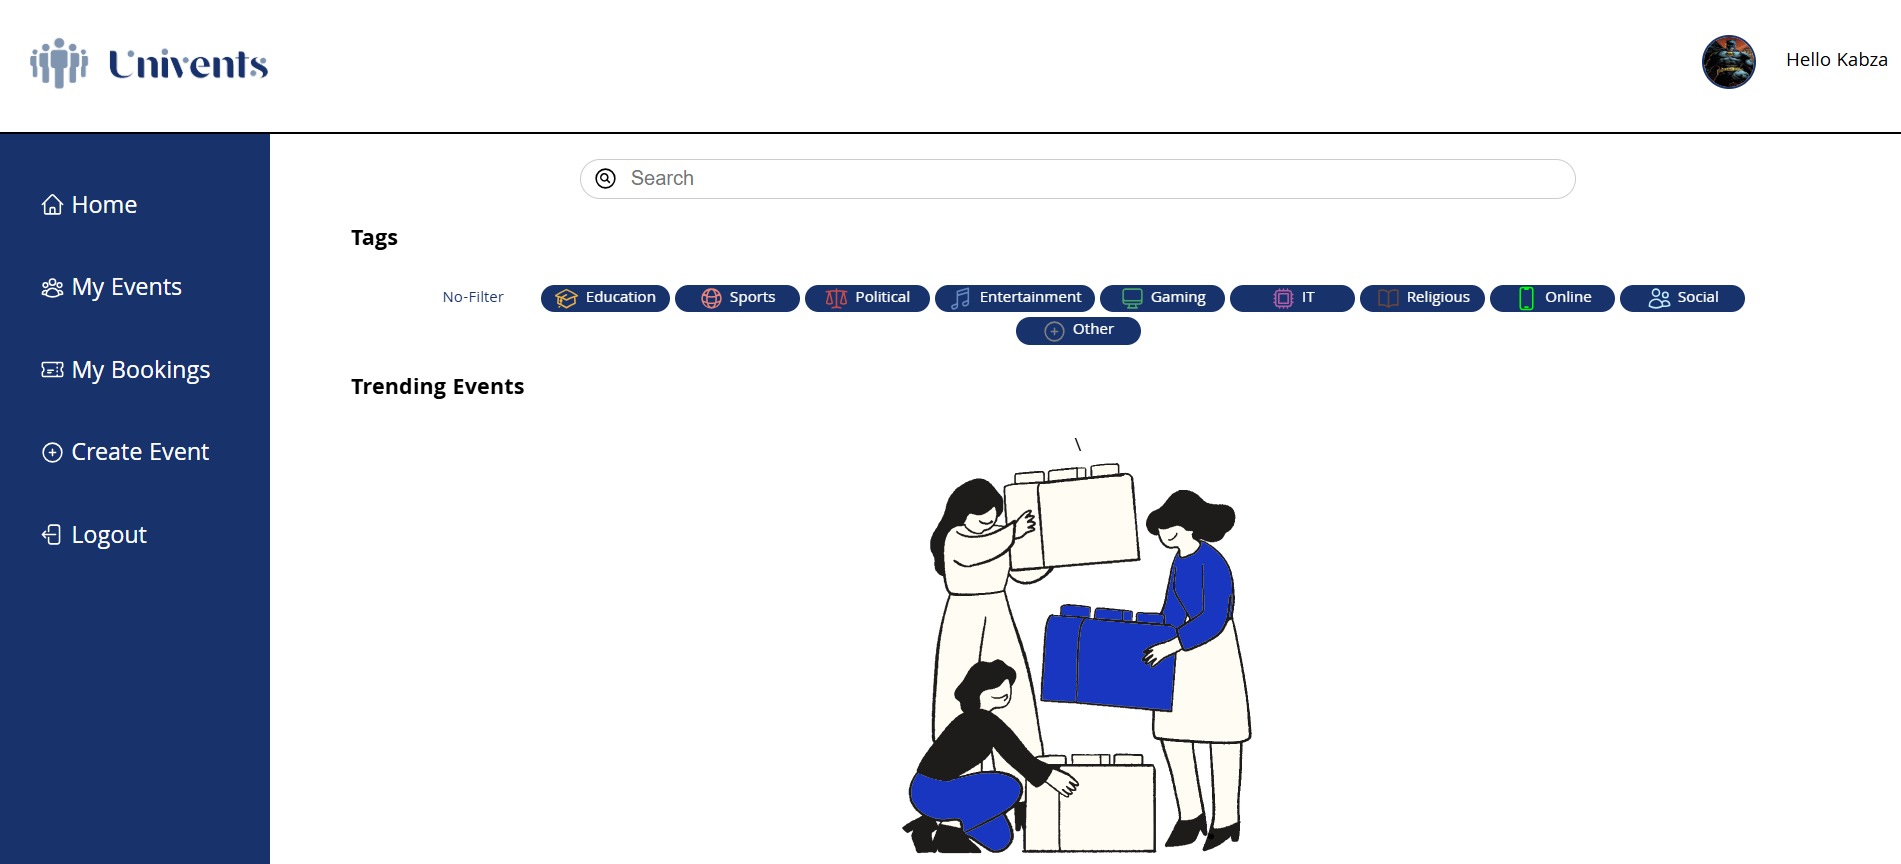 Univents
Hello Kabza
Home
My Events
My Bookings
Create Event
Logout
Search
Tags
No-Filter Education Sports Political Entertainment Gaming IT Religious Online Social
Other
Trending Events
\